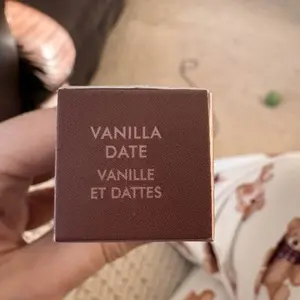 VANILLA
DATE
VANILLE
ET DATTES